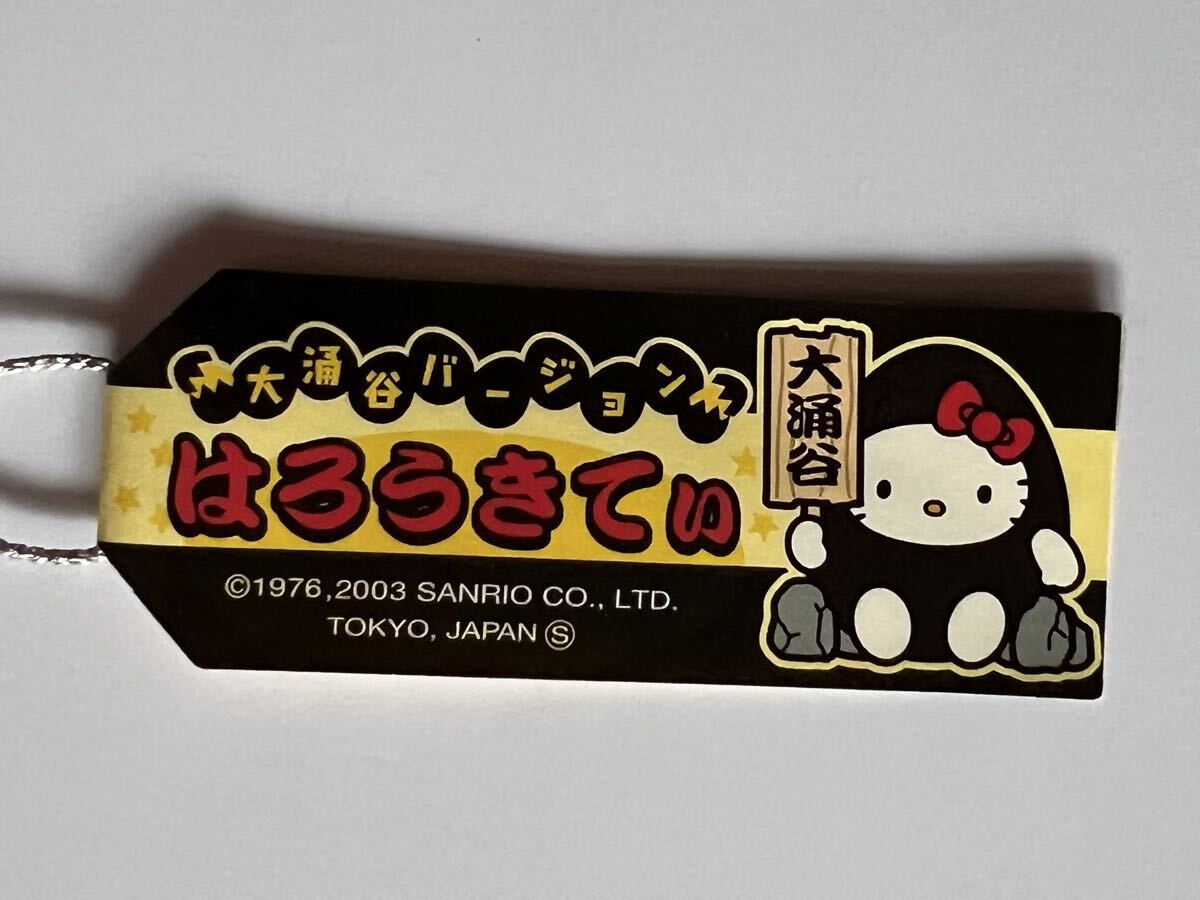 大涌谷バージョン
はろうきてぃ
©1976,2003 SANRIO CO., LTD.
TOKYO, JAPAN Ⓢ
大涌谷